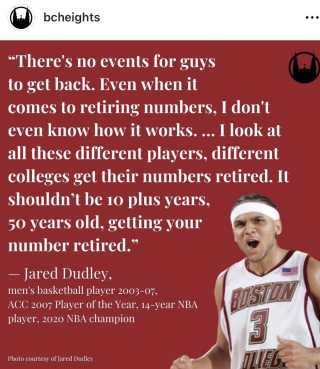 bcheights
“There's no events for guys
to get back. Even when it
comes to retiring numbers, I don't
even know how it works. ... I look at
all these different players, different
colleges get their numbers retired. It
shouldn’t be 10 plus years,
50 years old, getting your
number retired.”
— Jared Dudley,
men's basketball player 2003-07,
ACC 2007 Player of the Year, 14-year NBA
player, 2020 NBA champion
BOSTON
3
Photo courtesy of Jared Dudley